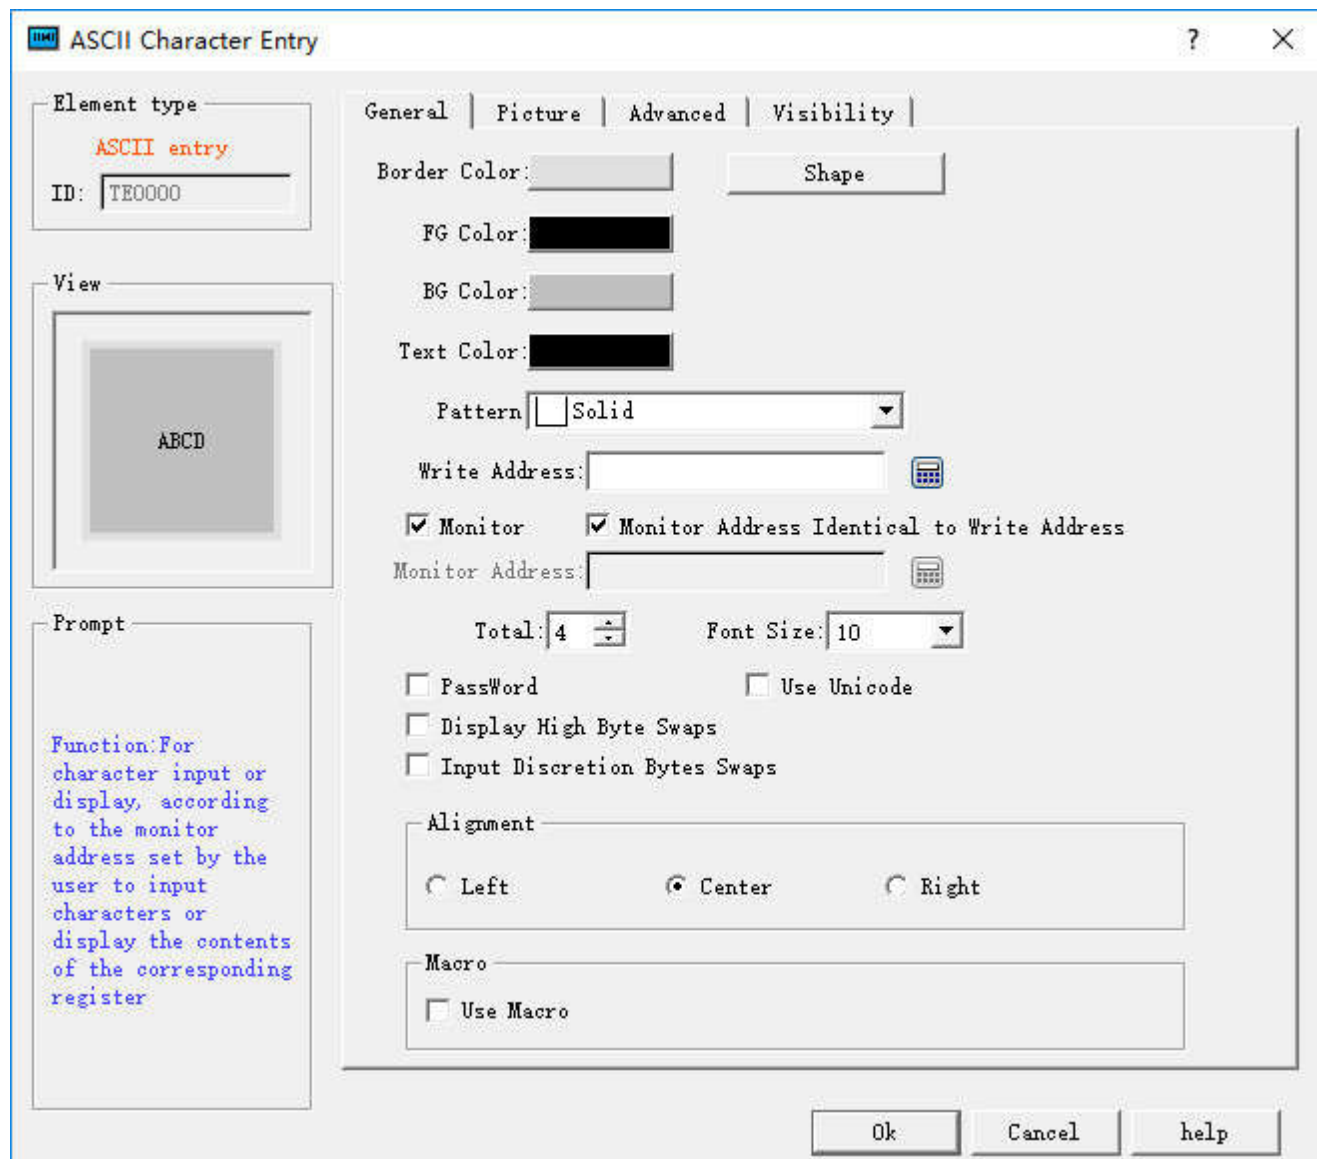 ASCII Character Entry
?
Element type
ASCII entry
ID: TE0000
View
ABCD
Prompt
Function:For
character input or
display, according
to the monitor
address set by the
user to input
characters or
display the contents
of the corresponding
register
General Picture Advanced Visibility
Border Color: Shape
FG Color:
BG Color:
Text Color:
Pattern Solid
Write Address:
Monitor Monitor Address Identical to Write Address
Monitor Address:
Total: 4 Font Size: 10
PassWord Use Unicode
Display High Byte Swaps
Input Discretion Bytes Swaps
Alignment
Left Center Right
Macro
Use Macro
Ok Cancel help